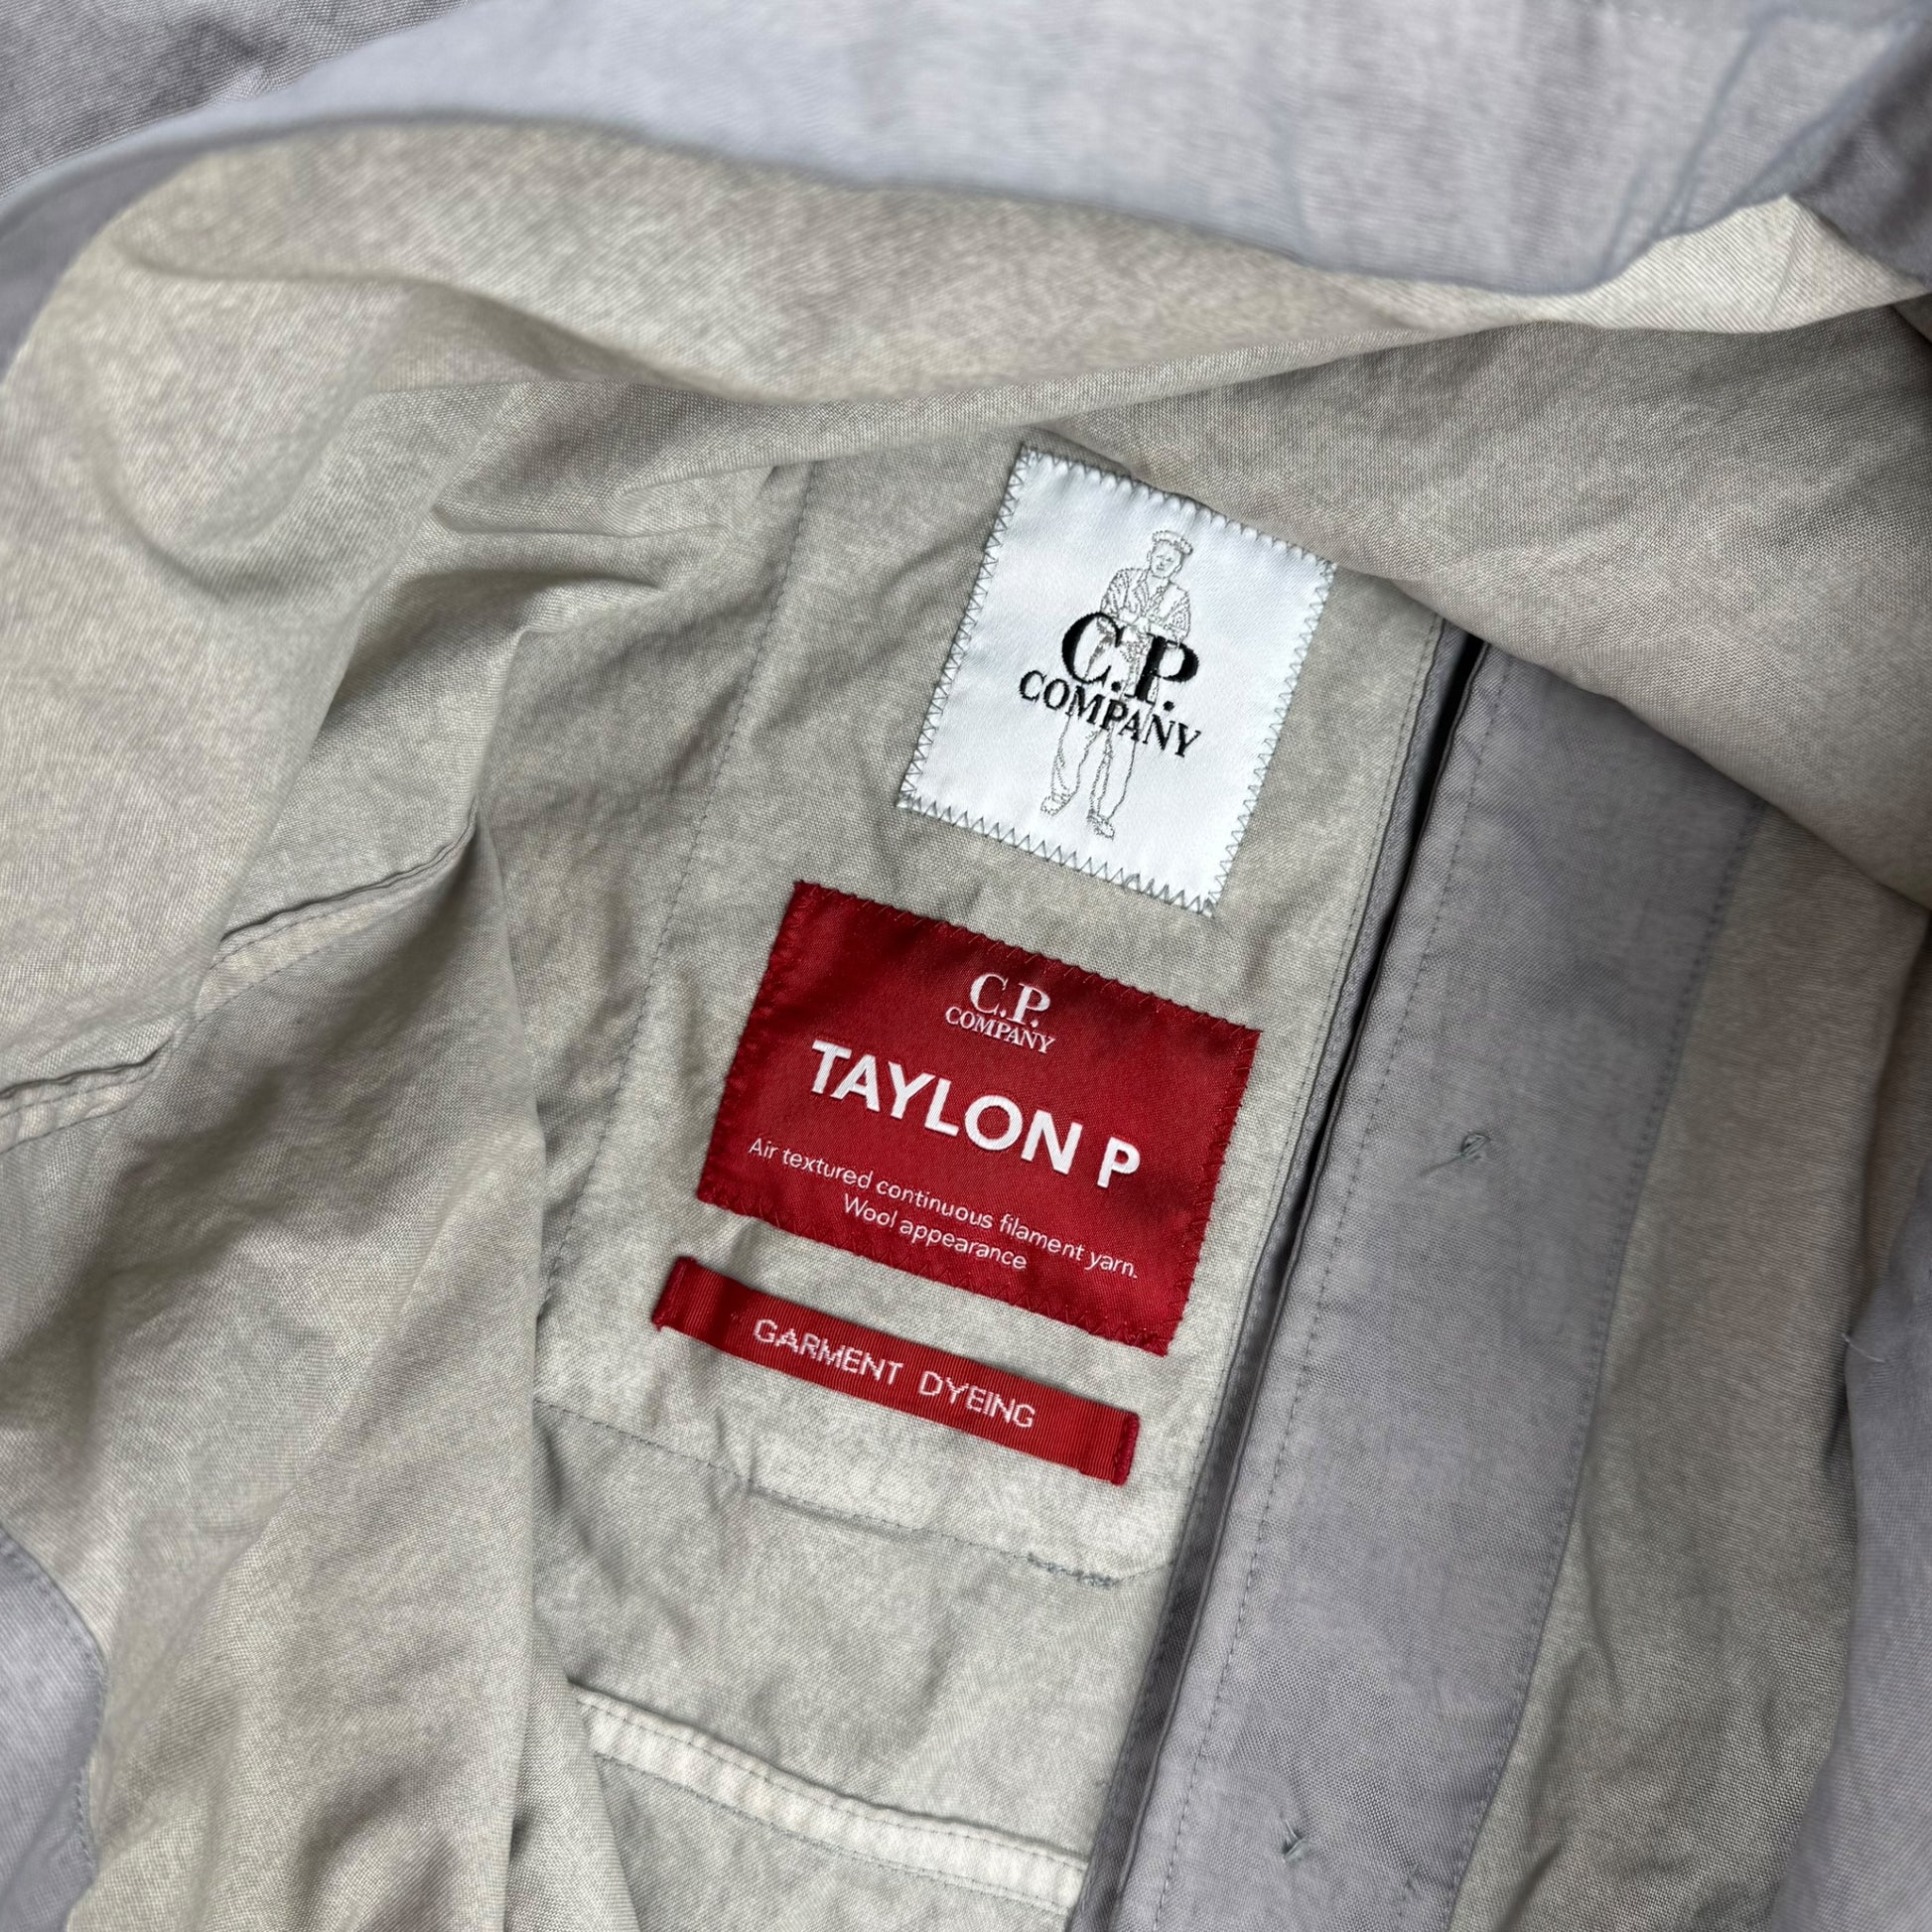 C.P.
COMPANY
C.P.
COMPANY
TAYLON P
Air textured continuous filament yarn.
Wool appearance
GARMENT DYEING